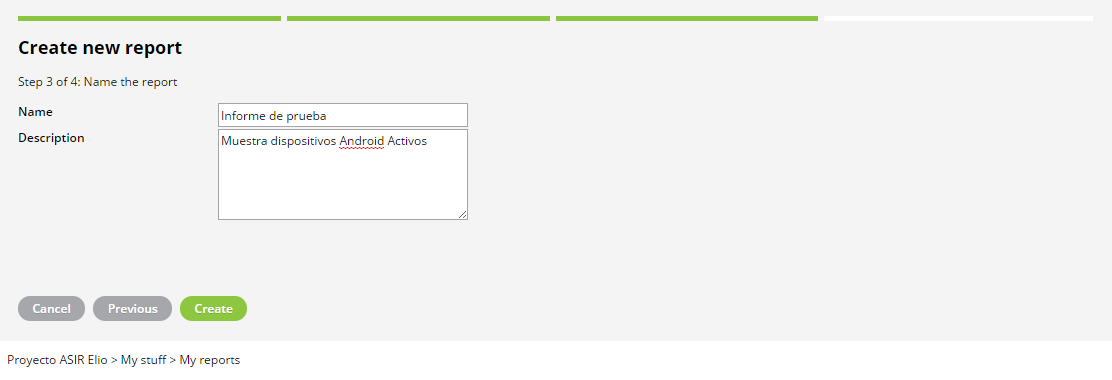 Create new report
Step 3 of 4: Name the report
Name
Informe de prueba
Description
Muestra dispositivos Android Activos
Cancel
Previous
Create
Proyecto ASIR Elio > My stuff > My reports